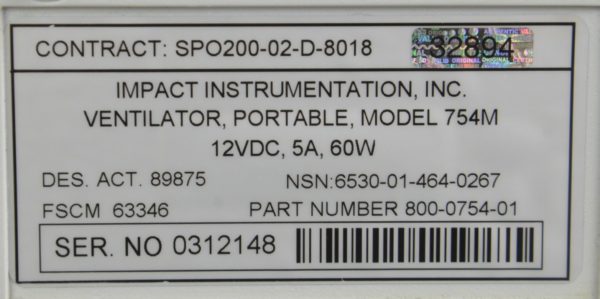 CONTRACT: SPO200-02-D-8018 32894
IMPACT INSTRUMENTATION, INC.
VENTILATOR, PORTABLE, MODEL 754M
12VDC, 5A, 60W
DES. ACT. 89875 NSN:6530-01-464-0267
FSCM 63346 PART NUMBER 800-0754-01
SER. NO 0312148